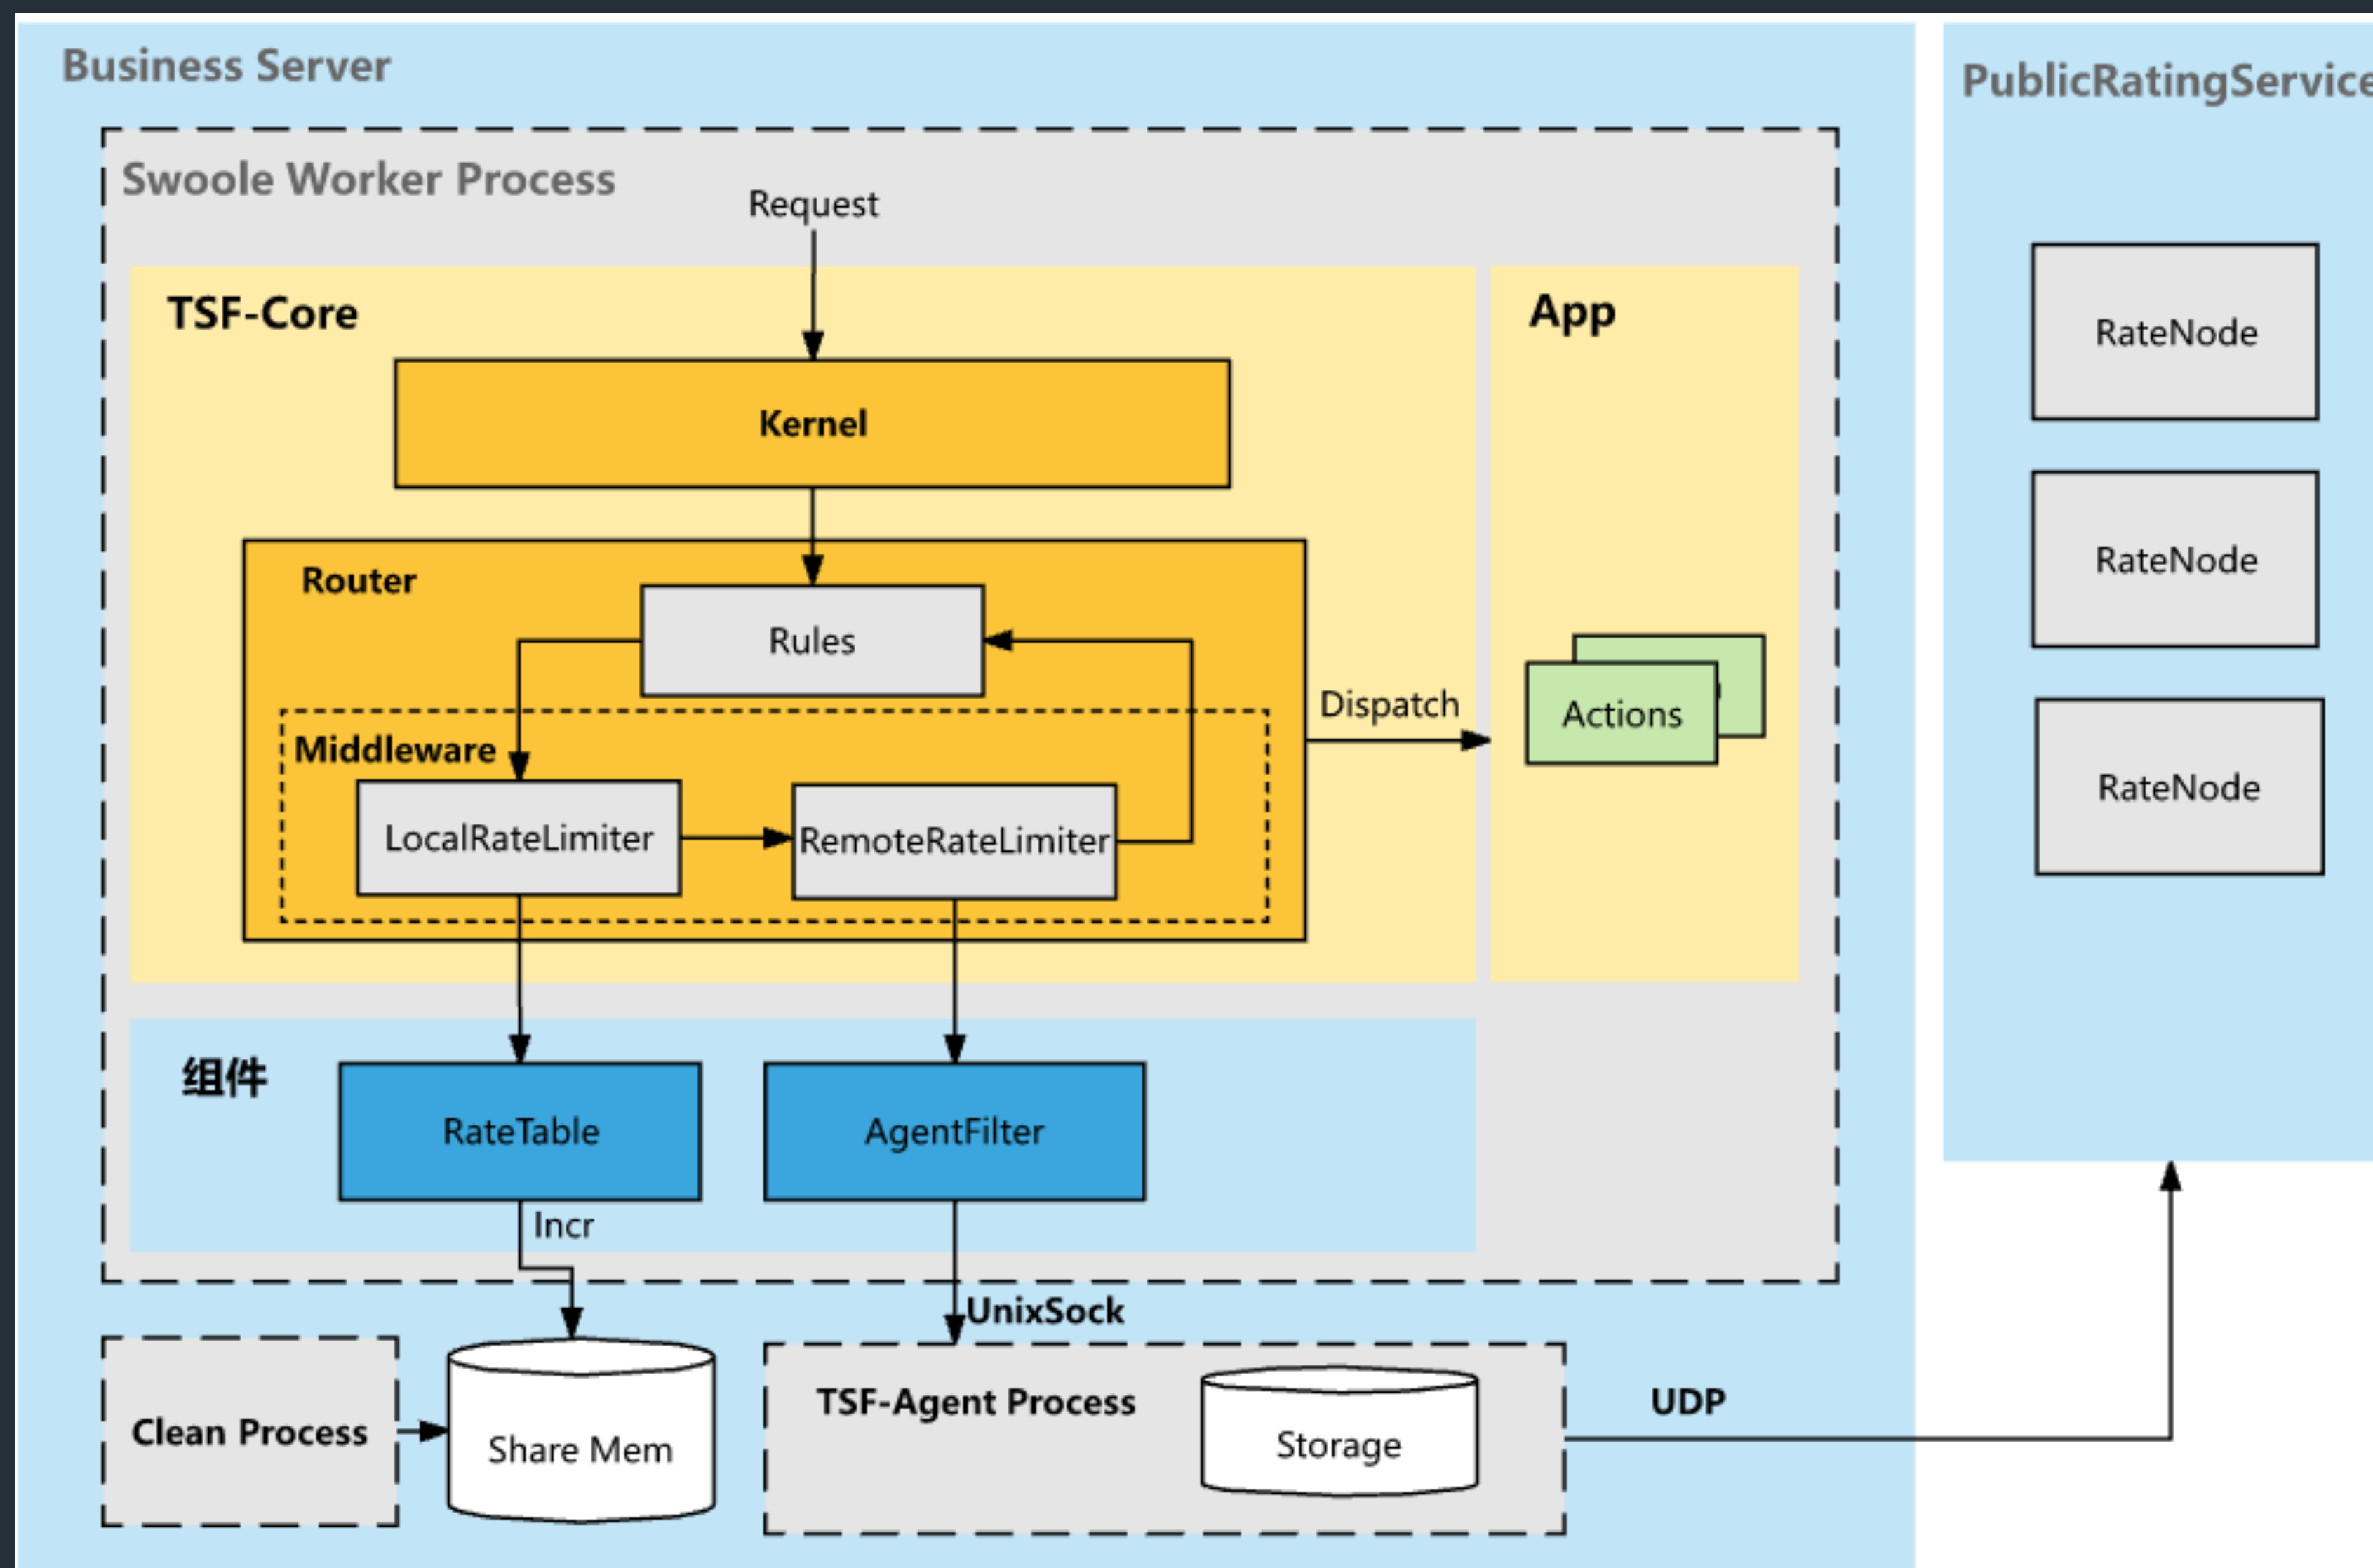 Business Server
PublicRatingService
Swoole Worker Process
Request
TSF-Core
App
RateNode
Kernel
RateNode
Router
Rules
Dispatch
Actions
Middleware
RateNode
LocalRateLimiter
RemoteRateLimiter
组件
RateTable
AgentFilter
Incr
UnixSock
TSF-Agent Process
UDP
Clean Process
Share Mem
Storage